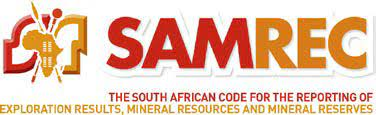 SAMREC
THE SOUTH AFRICAN CODE FOR THE REPORTING OF
EXPLORATION RESULTS, MINERAL RESOURCES AND MINERAL RESERVES